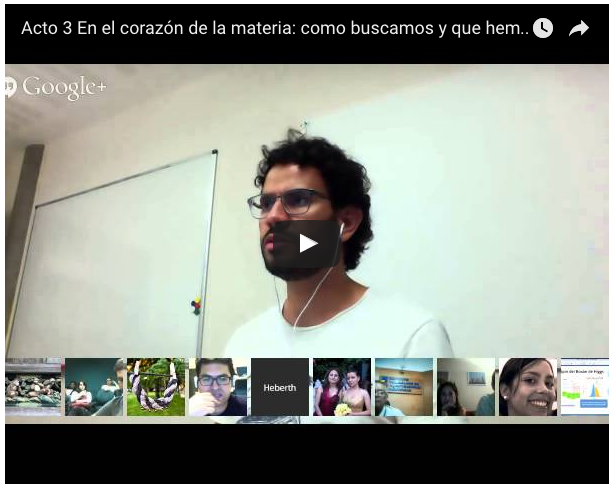 Acto 3 En el corazón de la materia: como buscamos y que hem..
Google+
Heberth